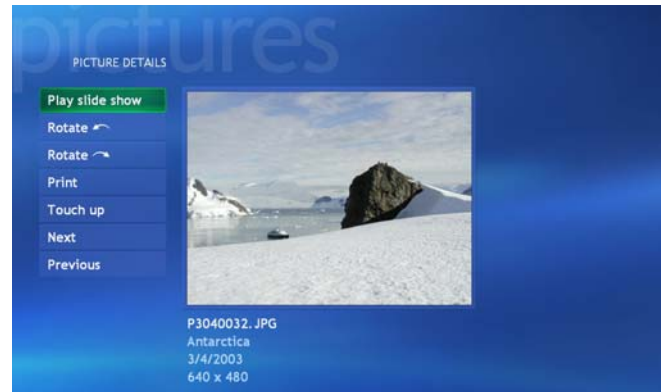 pictures
PICTURE DETAILS
Play slide show
Rotate
Rotate
Print
Touch up
Next
Previous
P3040032.JPG
Antarctica
3/4/2003
640 x 480